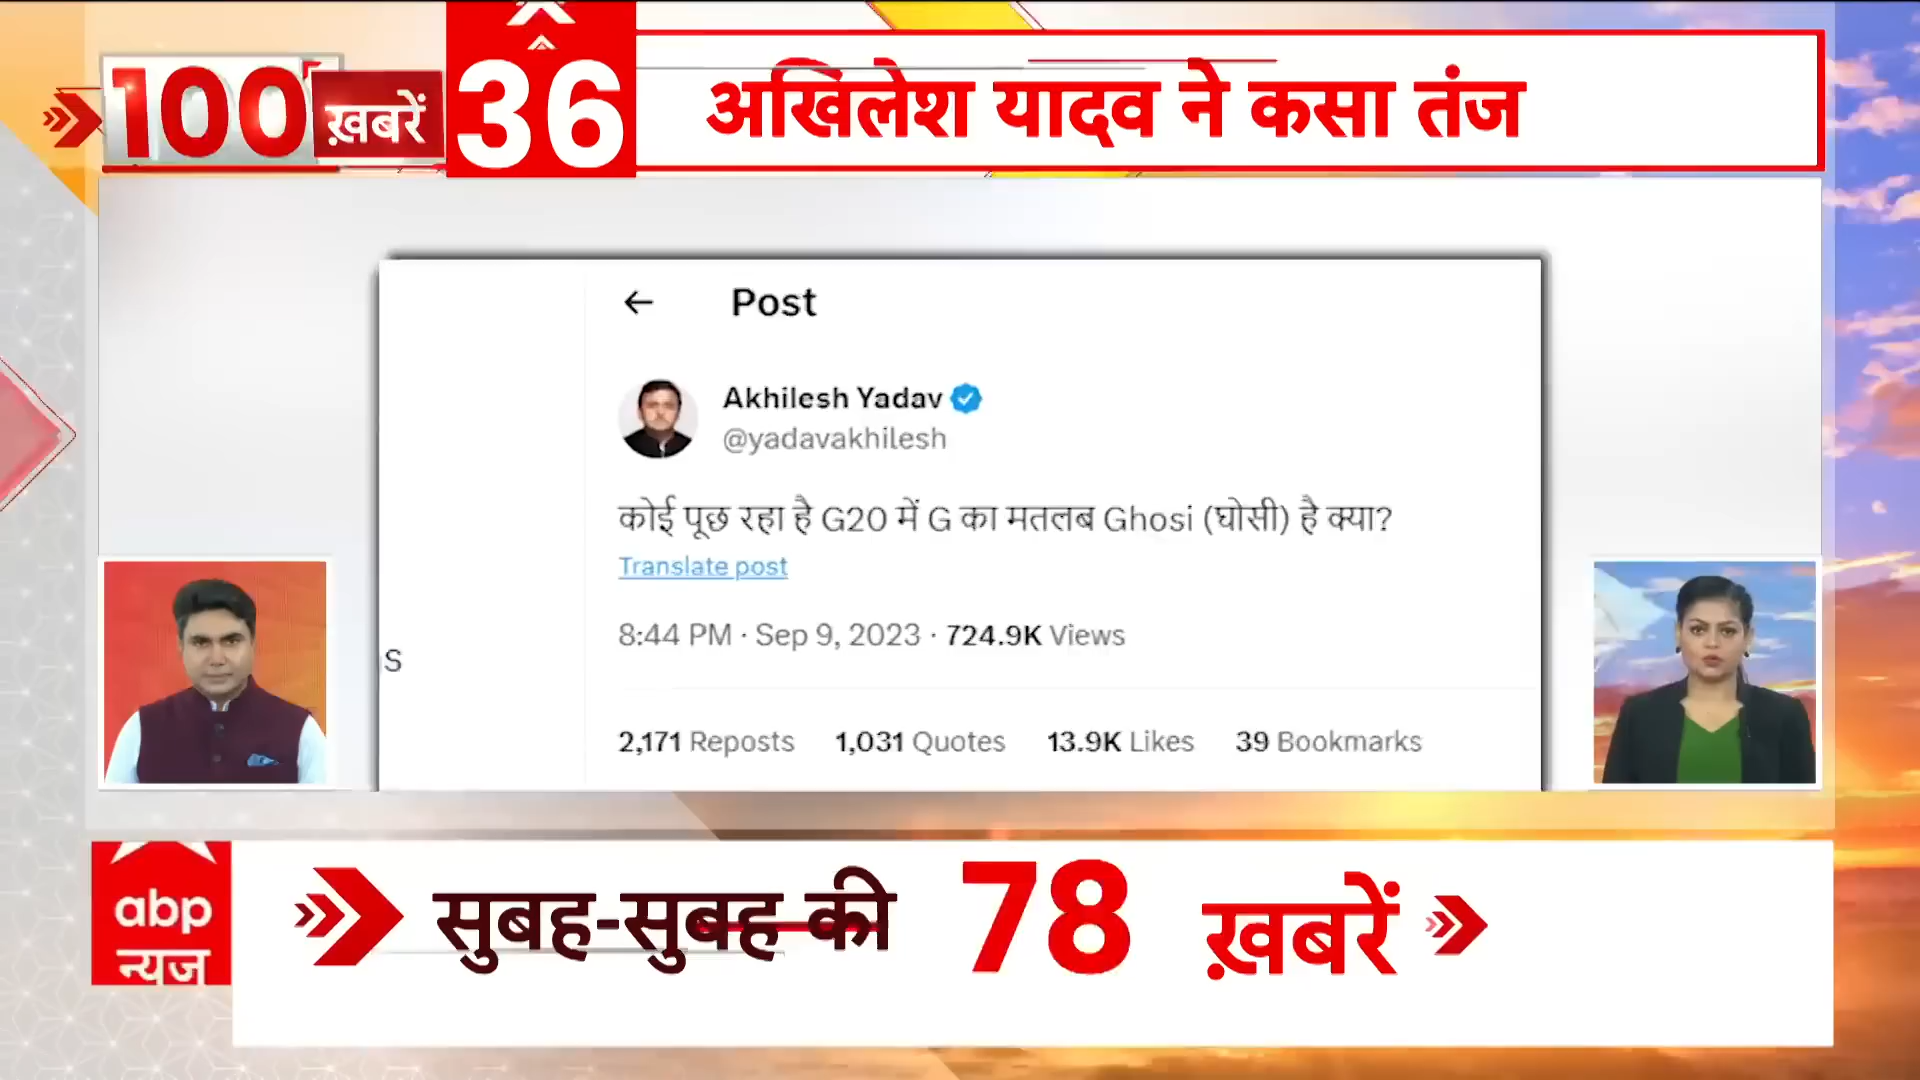 100 ख़बरें
36
अखिलेश यादव ने कसा तंज
← Post
Akhilesh Yadav
@yadavakhilesh
कोई पूछ रहा है G20 में G का मतलब Ghosi (घोसी) है क्या?
Translate post
8:44 PM · Sep 9, 2023 · 724.9K Views
s
2,171 Reposts 1,031 Quotes 13.9K Likes 39 Bookmarks
abp
न्यूज़
सुबह-सुबह की 78 ख़बरें